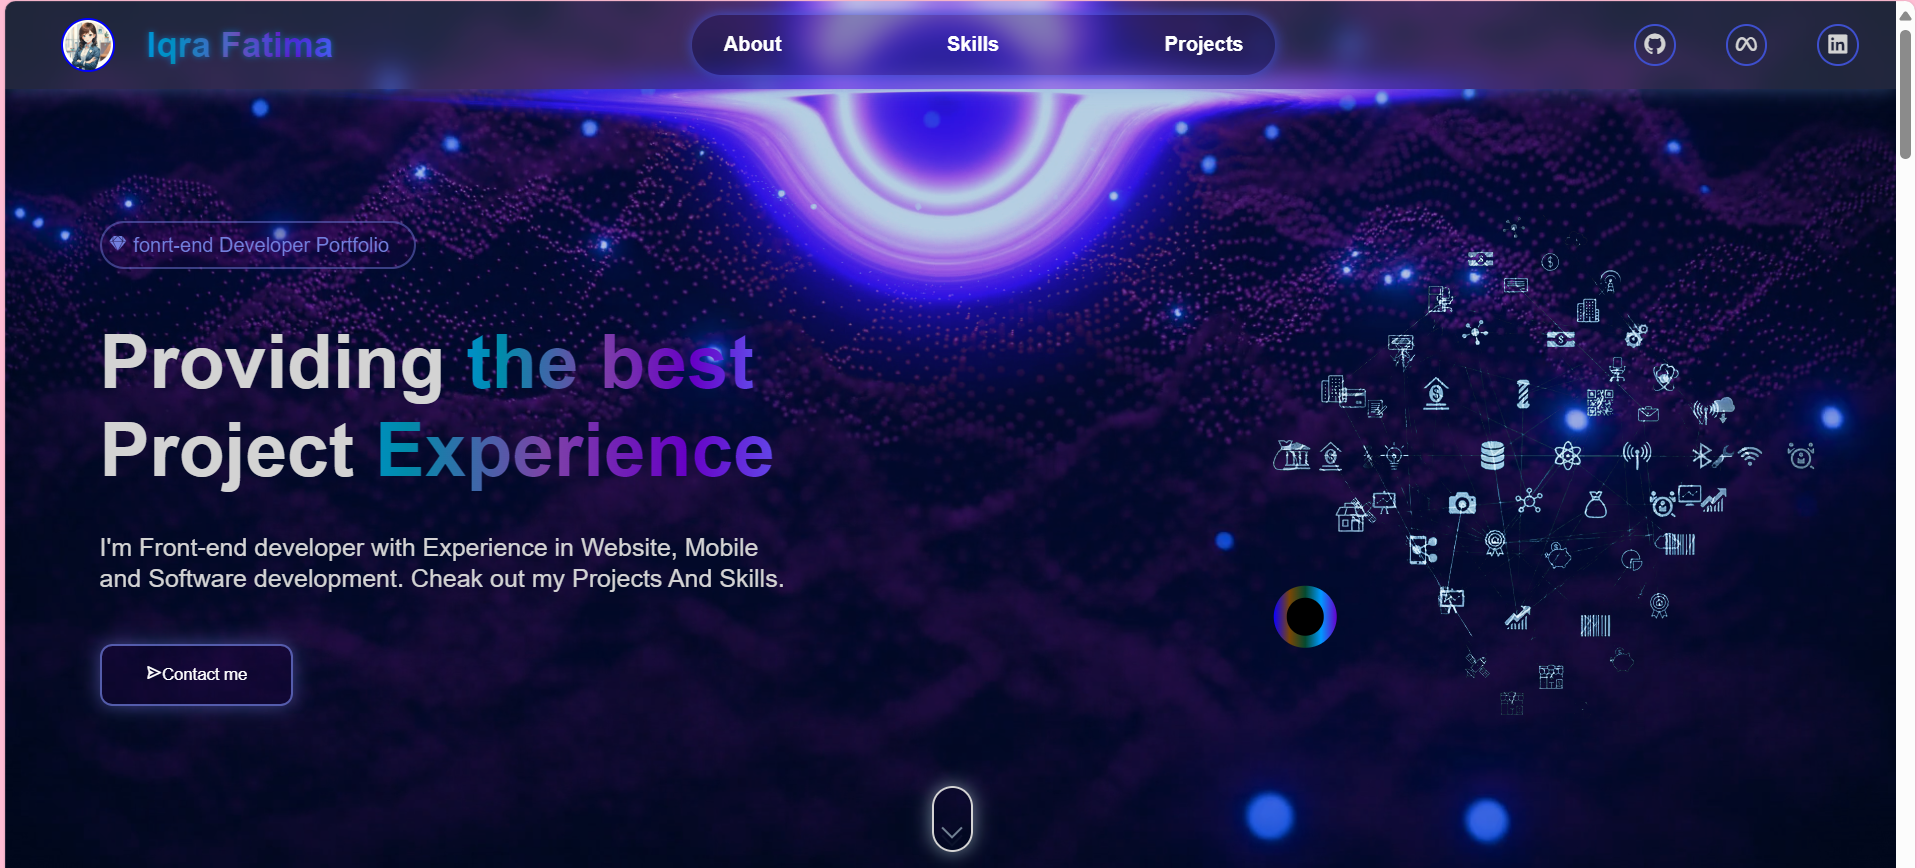 Iqra Fatima
About
Skills
Projects
fonrt-end Developer Portfolio
Providing the best
Project Experience
I'm Front-end developer with Experience in Website, Mobile
and Software development. Cheak out my Projects And Skills.
Contact me